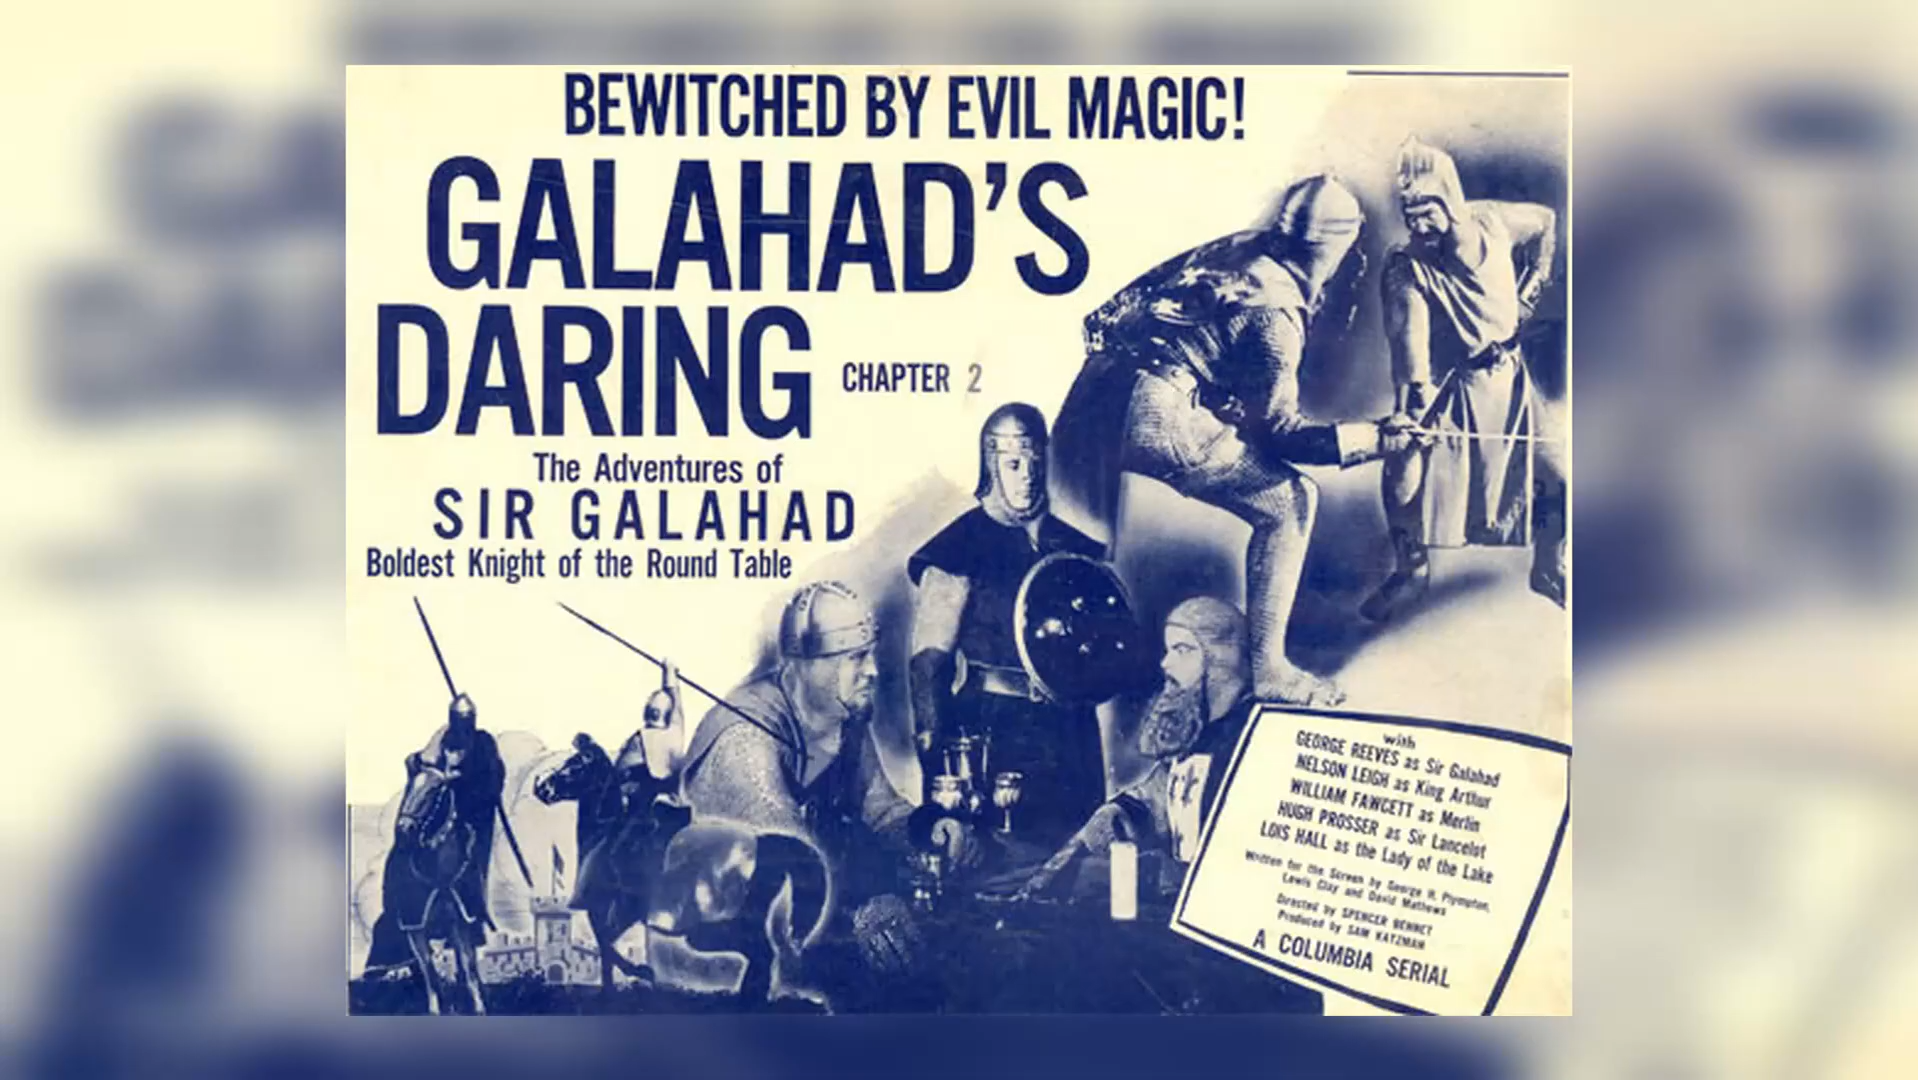 BEWITCHED BY EVIL MAGIC!
GALAHAD'S
DARING
CHAPTER 2
The Adventures of
SIR GALAHAD
Boldest Knight of the Round Table
with
GEORGE REEVES as Sir Galahad
NELSON LEIGH as King Arthur
WILLIAM FAWCETT as Merlin
HUGH PROSSER as Sir Lancelot
LOIS HALL as the Lady of the Lake
Written for the Screen by George H. Plympton,
Lewis Clay and David Mathews
Directed by SPENCER BENNET
Produced by SAM KATZMAN
A COLUMBIA SERIAL